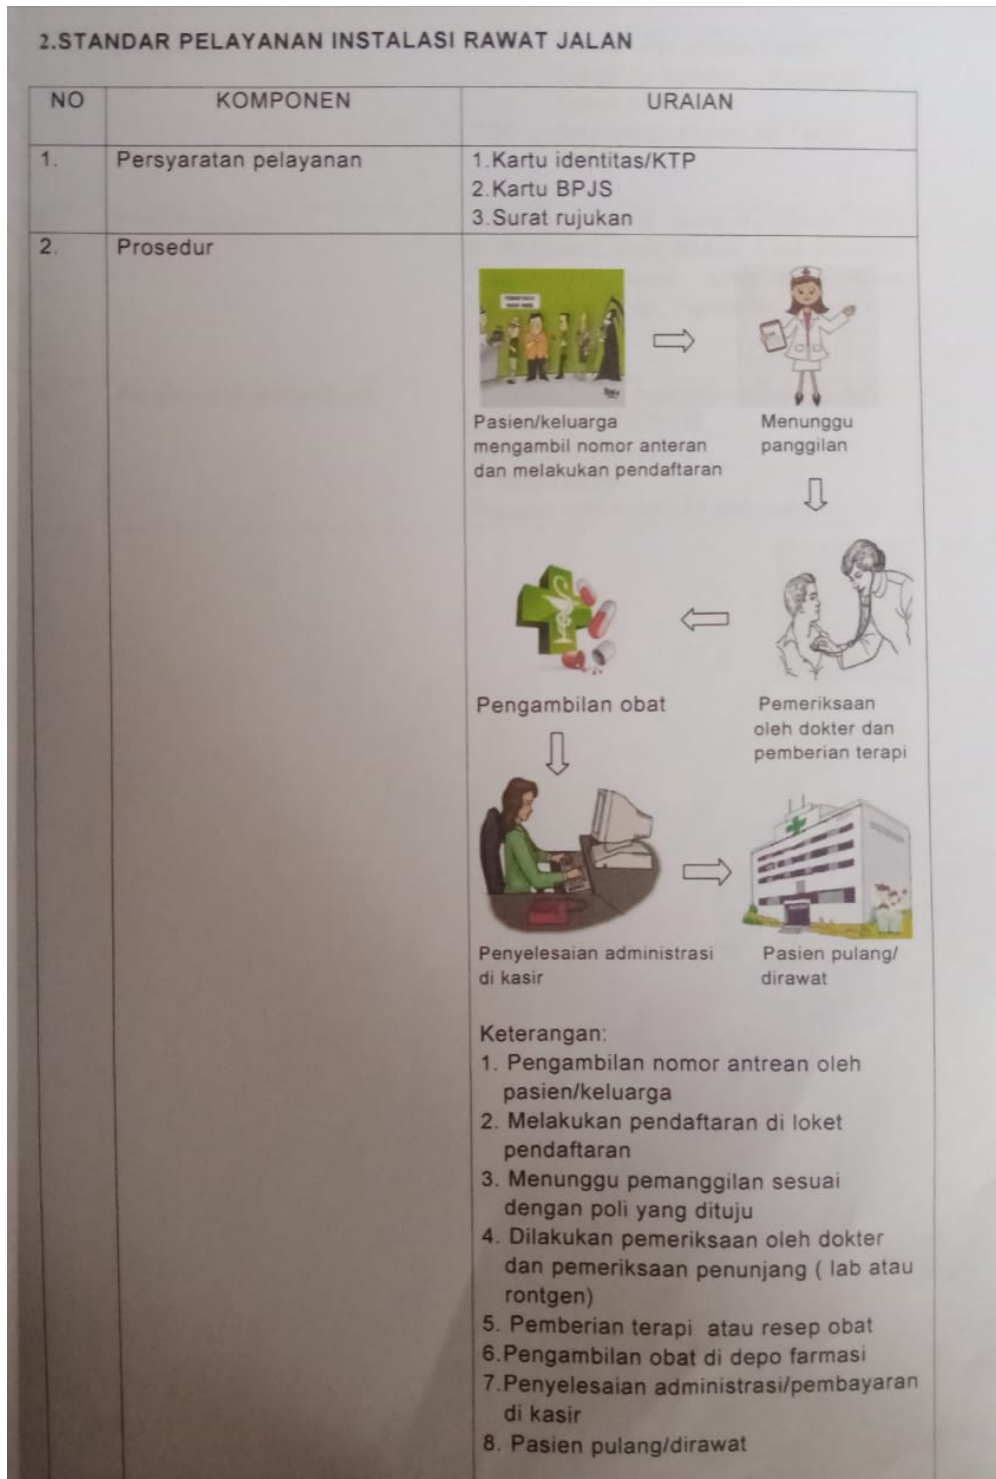 2.STANDAR PELAYANAN INSTALASI RAWAT JALAN
NO KOMPONEN URAIAN
1. Persyaratan pelayanan 1.Kartu identitas/KTP
2.Kartu BPJS
3.Surat rujukan
2. Prosedur
Pasien/keluarga
mengambil nomor anteran
dan melakukan pendaftaran
Menunggu
panggilan
Pemeriksaan
oleh dokter dan
pemberian terapi
Pengambilan obat
Penyelesaian administrasi
di kasir
Pasien pulang/
dirawat
Keterangan:
1. Pengambilan nomor antrean oleh
pasien/keluarga
2. Melakukan pendaftaran di loket
pendaftaran
3. Menunggu pemanggilan sesuai
dengan poli yang dituju
4. Dilakukan pemeriksaan oleh dokter
dan pemeriksaan penunjang ( lab atau
rontgen)
5. Pemberian terapi atau resep obat
6.Pengambilan obat di depo farmasi
7.Penyelesaian administrasi/pembayaran
di kasir
8. Pasien pulang/dirawat